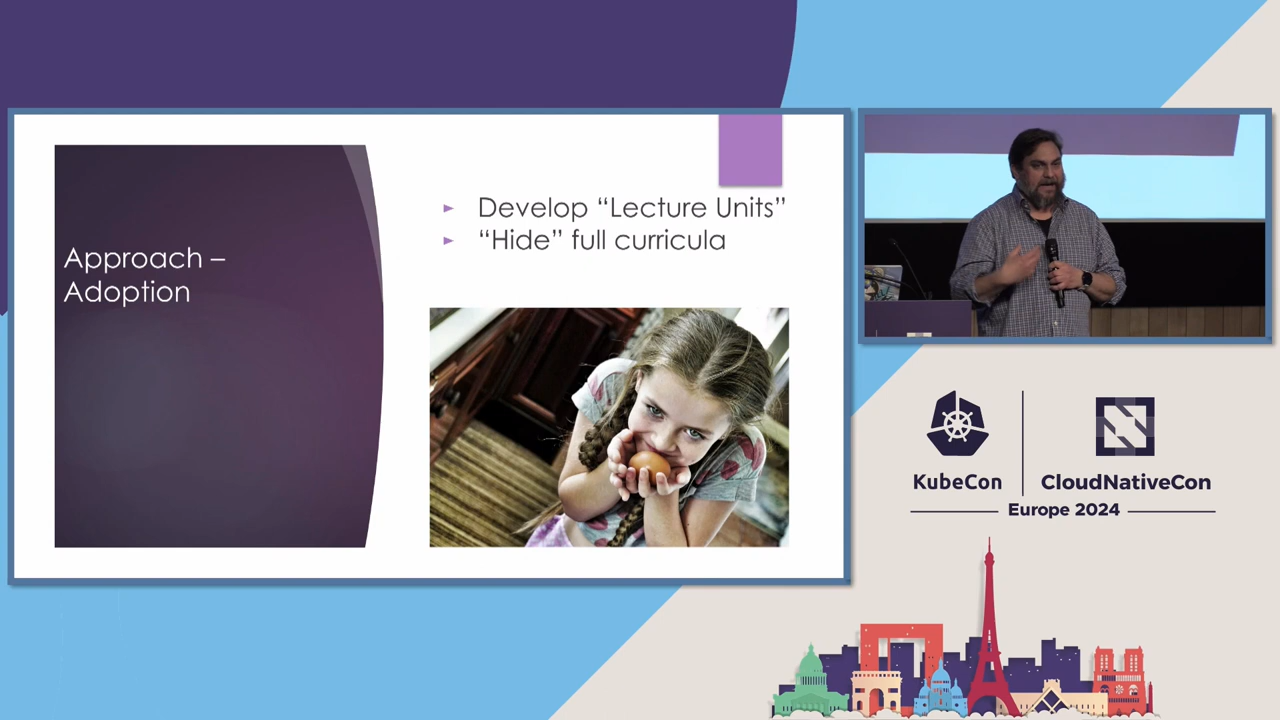 Approach –
Adoption
► Develop “Lecture Units”
► “Hide” full curricula
KubeCon
CloudNativeCon
Europe 2024